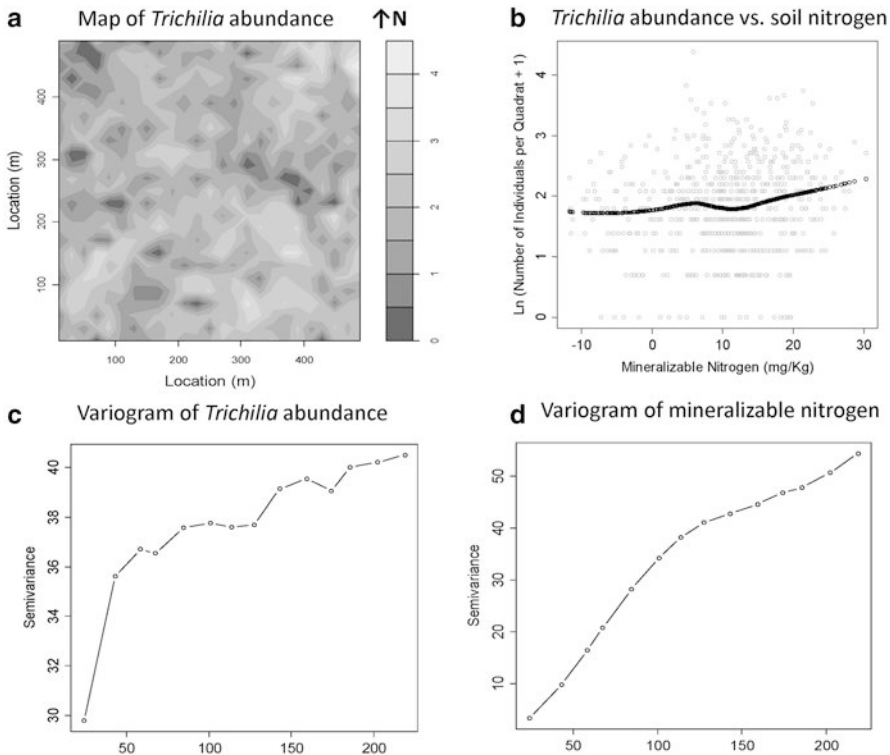 a
Map of Trichilia abundance
↑N
Location (m)
400
300
200
100
100
200
300
400
Location (m)
4
3
2
1
0
b
Trichilia abundance vs. soil nitrogen
Ln (Number of Individuals per Quadrat + 1)
4
3
2
1
0
-10
0
10
20
30
Mineralizable Nitrogen (mg/Kg)
c
Variogram of Trichilia abundance
Semivariance
40
38
36
34
32
30
50
100
150
200
d
Variogram of mineralizable nitrogen
Semivariance
50
40
30
20
10
50
100
150
200